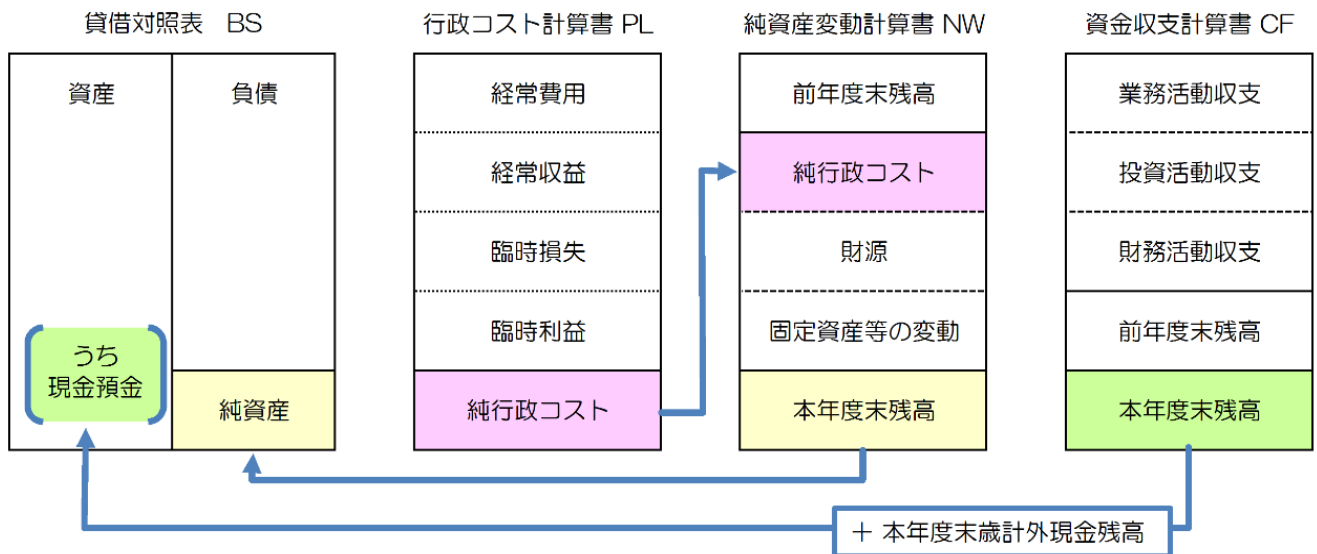 貸借対照表　BS
資産
負債
うち
現金預金
純資産
行政コスト計算書 PL
経常費用
経常収益
臨時損失
臨時利益
純行政コスト
純資産変動計算書 NW
前年度末残高
純行政コスト
財源
固定資産等の変動
本年度末残高
資金収支計算書 CF
業務活動収支
投資活動収支
財務活動収支
前年度末残高
本年度末残高
＋ 本年度末歳計外現金残高